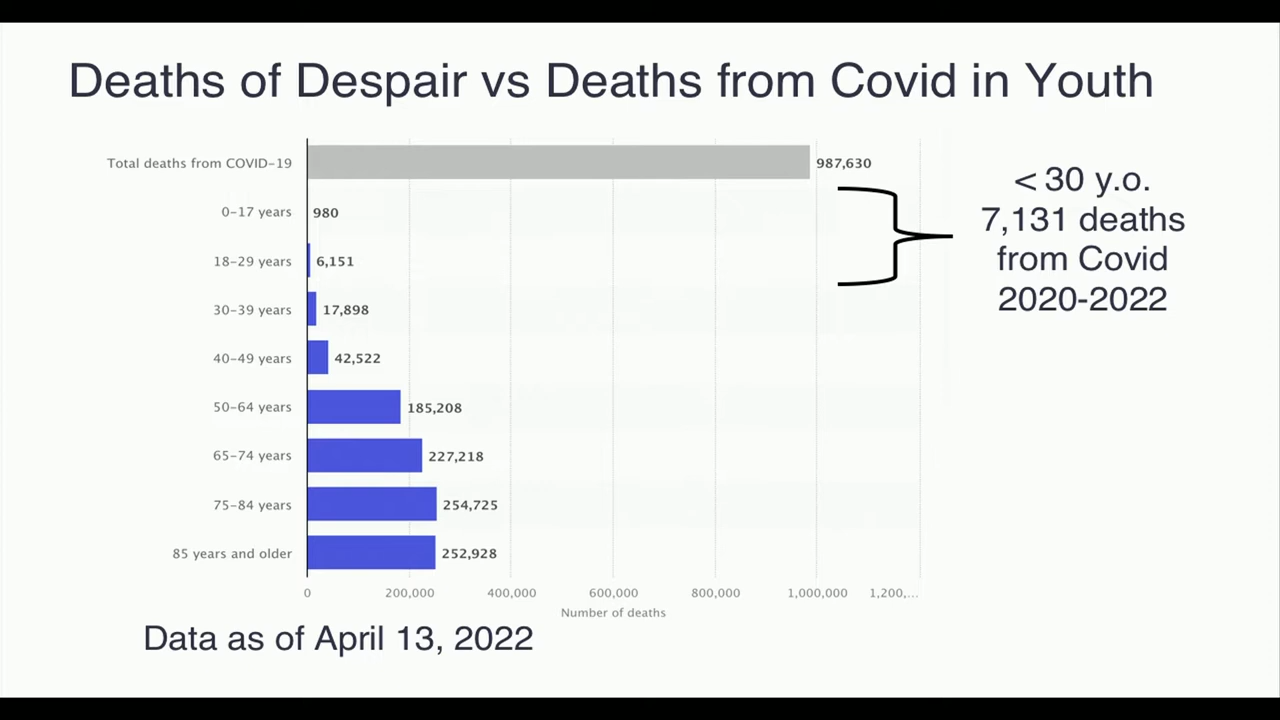 Deaths of Despair vs Deaths from Covid in Youth
Total deaths from COVID-19 987,630
0-17 years 980
18-29 years 6,151
30-39 years 17,898
40-49 years 42,522
50-64 years 185,208
65-74 years 227,218
75-84 years 254,725
85 years and older 252,928
0 200,000 400,000 600,000 800,000 1,000,000 1,200,...
Number of deaths
< 30 y.o.
7,131 deaths
from Covid
2020-2022
Data as of April 13, 2022